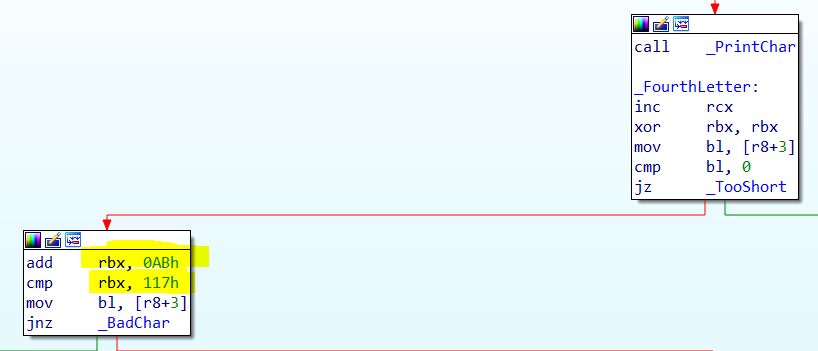 call _PrintChar
_FourthLetter:
inc rcx
xor rbx, rbx
mov bl, [r8+3]
cmp bl, 0
jz _TooShort
add rbx, 0ABh
cmp rbx, 117h
mov bl, [r8+3]
jnz _BadChar